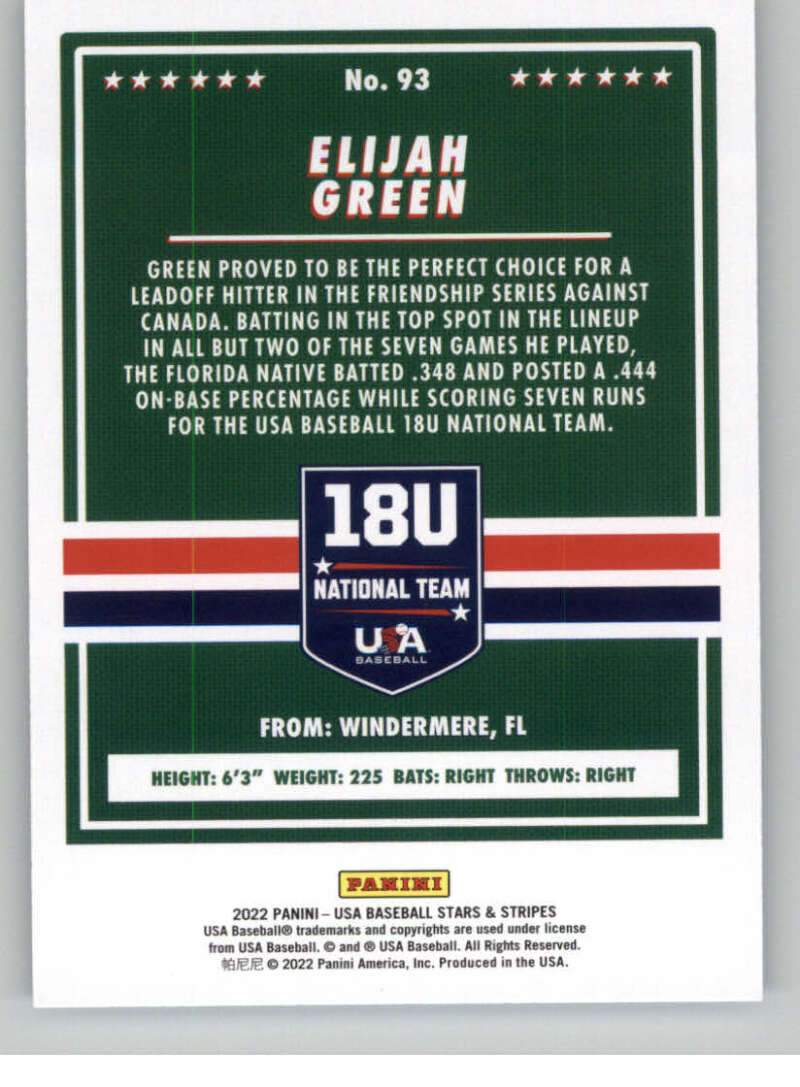 No. 93
ELIJAH
GREEN
GREEN PROVED TO BE THE PERFECT CHOICE FOR A
LEADOFF HITTER IN THE FRIENDSHIP SERIES AGAINST
CANADA. BATTING IN THE TOP SPOT IN THE LINEUP
IN ALL BUT TWO OF THE SEVEN GAMES HE PLAYED,
THE FLORIDA NATIVE BATTED .348 AND POSTED A .444
ON-BASE PERCENTAGE WHILE SCORING SEVEN RUNS
FOR THE USA BASEBALL 18U NATIONAL TEAM.
18U
NATIONAL TEAM
USA
BASEBALL
FROM: WINDERMERE, FL
HEIGHT: 6'3" WEIGHT: 225 BATS: RIGHT THROWS: RIGHT
PANINI
2022 PANINI – USA BASEBALL STARS & STRIPES
USA Baseball® trademarks and copyrights are used under license
from USA Baseball. © and ® USA Baseball. All Rights Reserved.
帕尼尼 © 2022 Panini America, Inc. Produced in the USA.